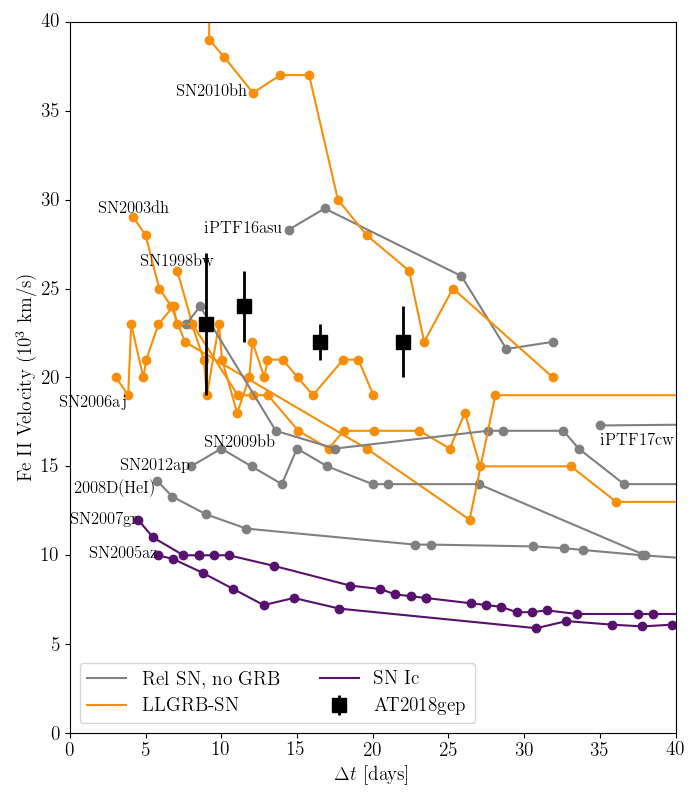 40
35
30
25
20
15
10
5
0
Fe II Velocity (10³ km/s)
SN2010bh
SN2003dh
iPTF16asu
SN1998bw
SN2006aj
SN2009bb
iPTF17cw
SN2012ap
2008D(HeI)
SN2007gr
SN2005az
Rel SN, no GRB
LLGRB-SN
SN Ic
AT2018gep
0 5 10 15 20 25 30 35 40
Δt [days]